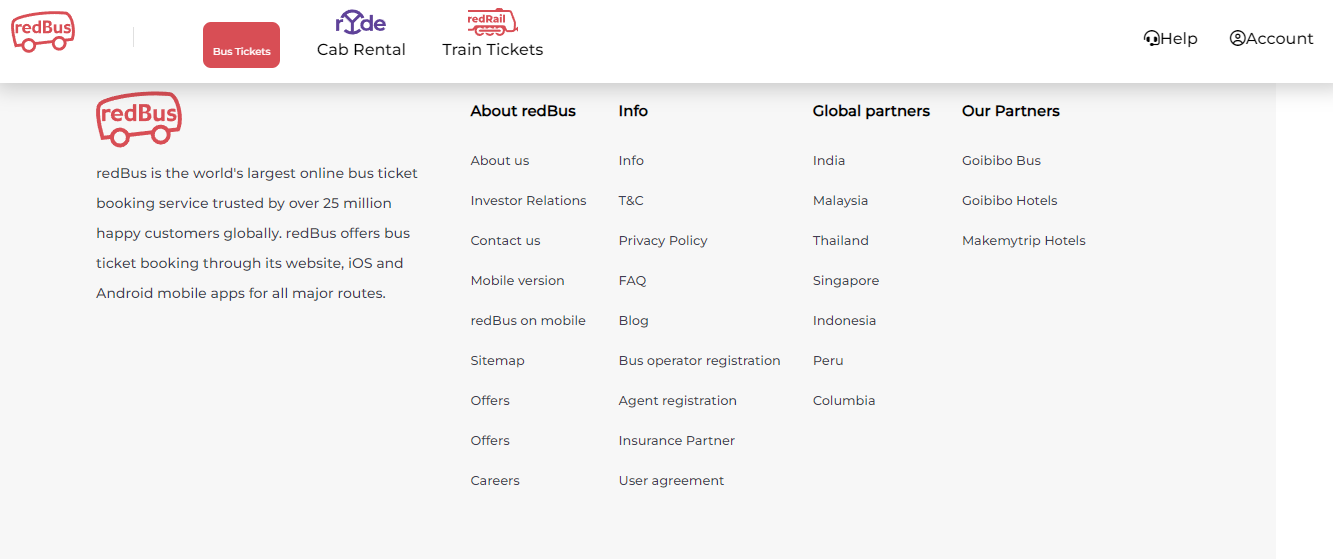 redBus
Bus Tickets
ryde
Cab Rental
redRail
Train Tickets
Help
Account
redBus
redBus is the world's largest online bus ticket
booking service trusted by over 25 million
happy customers globally. redBus offers bus
ticket booking through its website, iOS and
Android mobile apps for all major routes.
About redBus
About us
Investor Relations
Contact us
Mobile version
redBus on mobile
Sitemap
Offers
Offers
Careers
Info
Info
T&C
Privacy Policy
FAQ
Blog
Bus operator registration
Agent registration
Insurance Partner
User agreement
Global partners
India
Malaysia
Thailand
Singapore
Indonesia
Peru
Columbia
Our Partners
Goibibo Bus
Goibibo Hotels
Makemytrip Hotels